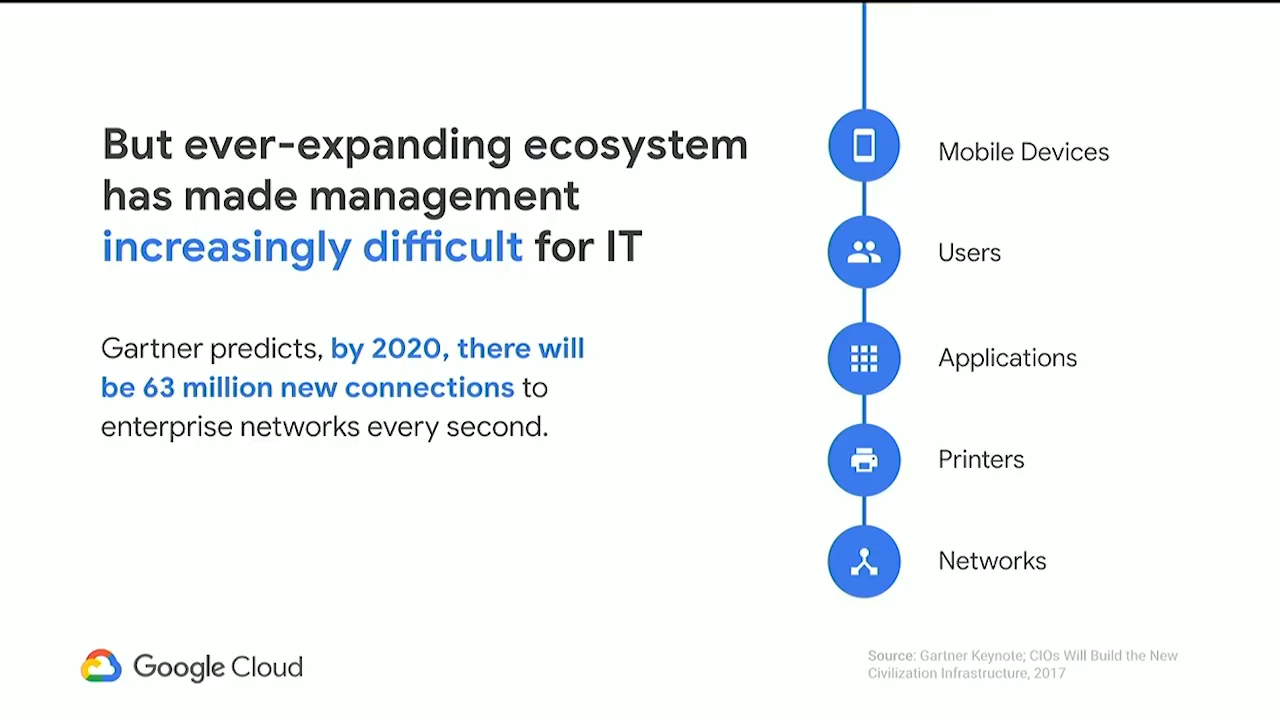 But ever-expanding ecosystem
has made management
increasingly difficult for IT
Gartner predicts, by 2020, there will
be 63 million new connections to
enterprise networks every second.
Mobile Devices
Users
Applications
Printers
Networks
Google Cloud
Source: Gartner Keynote; CIOs Will Build the New
Civilization Infrastructure, 2017